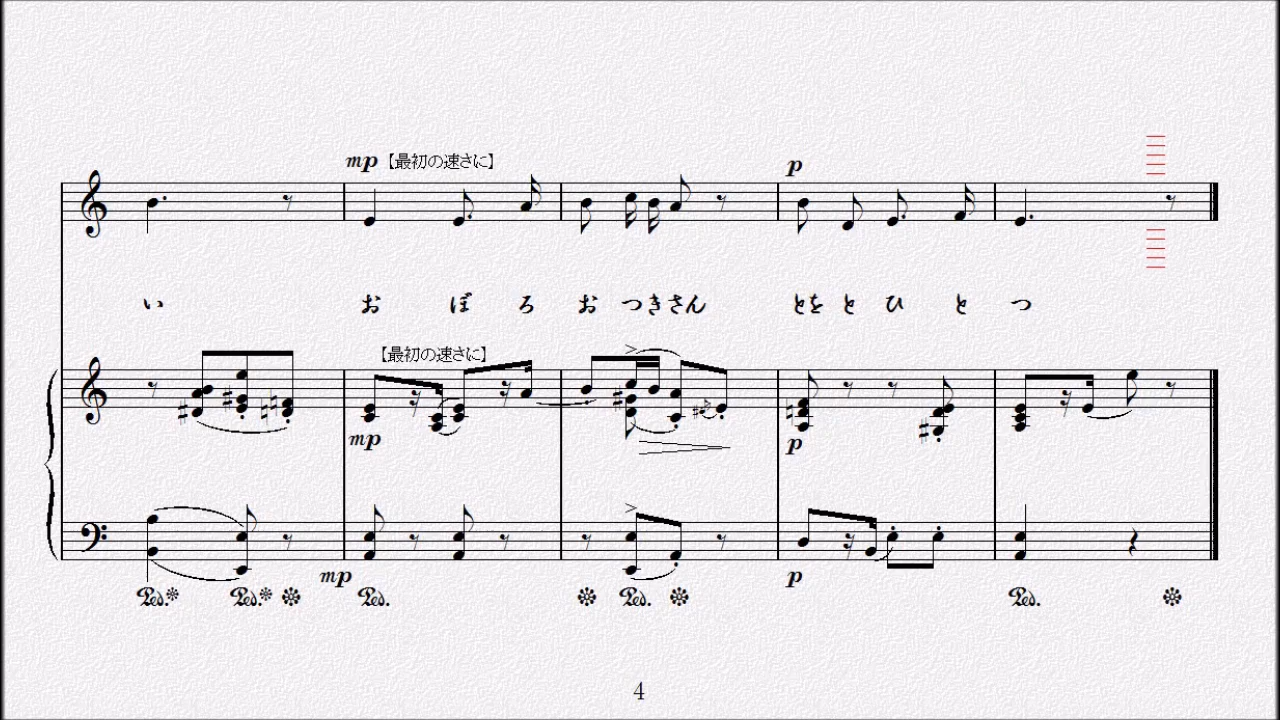 mp【最初の速さに】 p
い お ぼ ろ お つ き さん とを と ひ と つ
【最初の速さに】
mp p
mp p
4